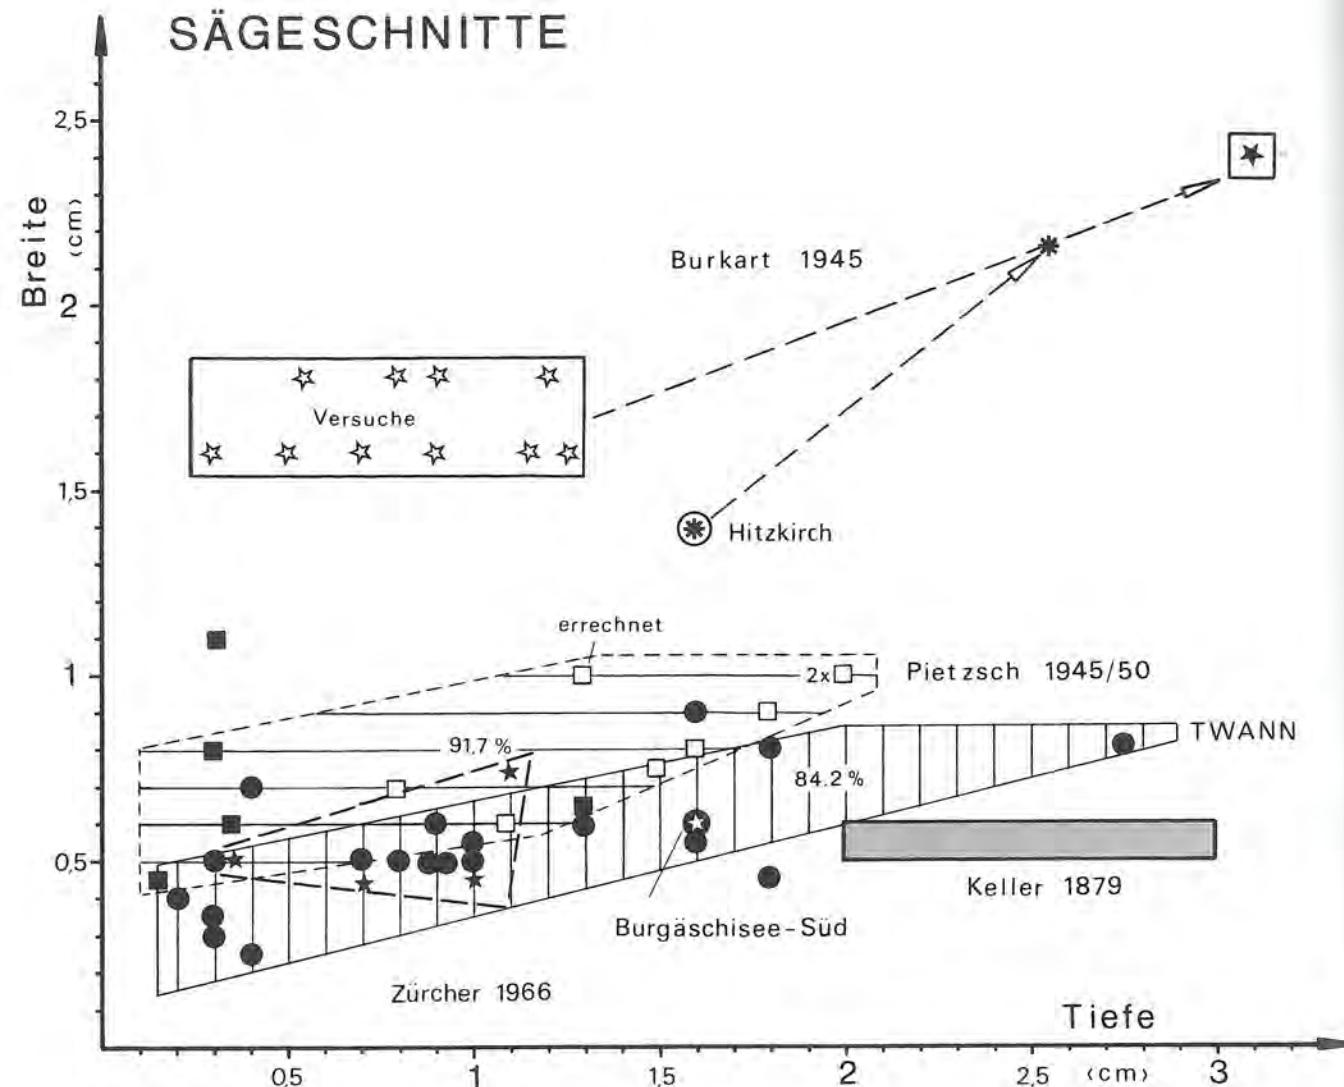 SÄGESCHNITTE
2,5
Breite
(cm)
Burkart 1945
2
Versuche
1,5
Hitzkirch
errechnet
1
2x
Pietzsch 1945/50
91.7 %
TWANN
84.2 %
0,5
Keller 1879
Burgäschisee-Süd
Zürcher 1966
Tiefe
0,5
1
1,5
2
2,5
(cm)
3